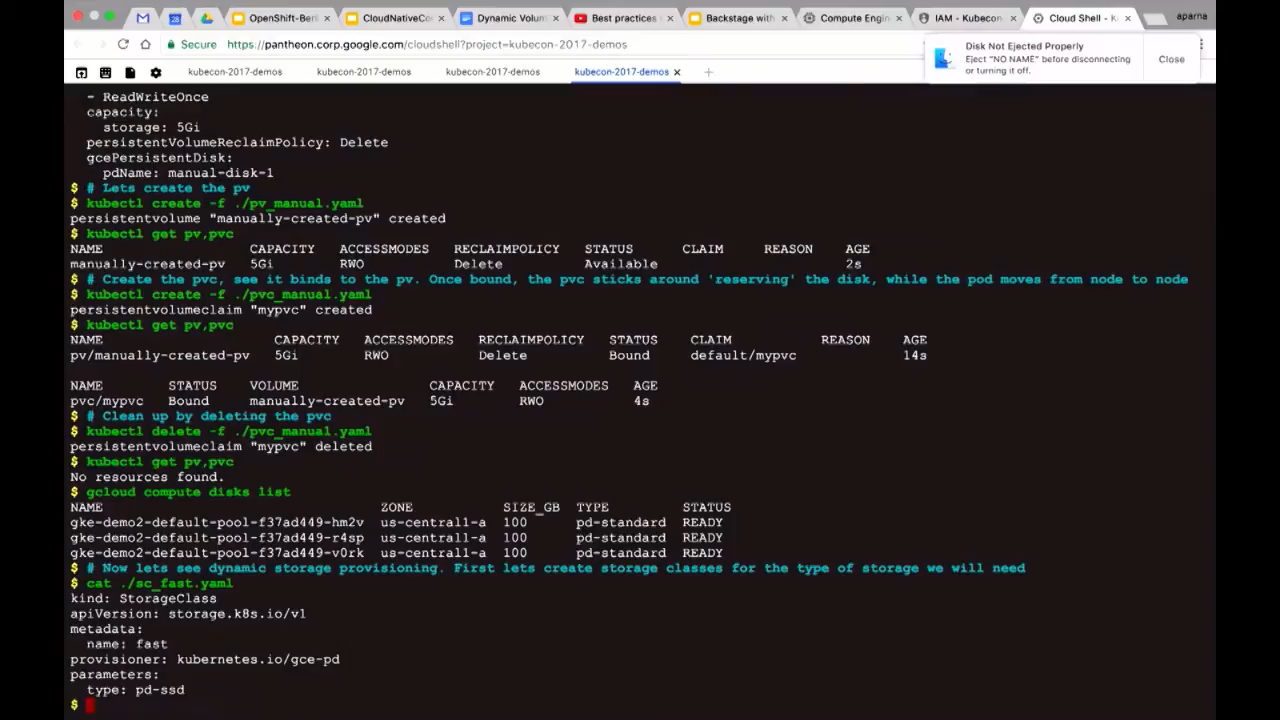 OpenShift-Berl
CloudNativeCo
Dynamic Volum
Best practices
Backstage with
Compute Engin
IAM - Kubecon
Cloud Shell - K
aparna
Secure https://pantheon.corp.google.com/cloudshell?project=kubecon-2017-demos
Disk Not Ejected Properly
Eject “NO NAME” before disconnecting
or turning it off.
Close
kubecon-2017-demos kubecon-2017-demos kubecon-2017-demos kubecon-2017-demos
- ReadWriteOnce
capacity:
storage: 5Gi
persistentVolumeReclaimPolicy: Delete
gcePersistentDisk:
pdName: manual-disk-1
$ # Lets create the pv
$ kubectl create -f ./pv_manual.yaml
persistentvolume "manually-created-pv" created
$ kubectl get pv,pvc
NAME CAPACITY ACCESSMODES RECLAIMPOLICY STATUS CLAIM REASON AGE
manually-created-pv 5Gi RWO Delete Available 2s
$ # Create the pvc, see it binds to the pv. Once bound, the pvc sticks around 'reserving' the disk, while the pod moves from node to node
$ kubectl create -f ./pvc_manual.yaml
persistentvolumeclaim "mypvc" created
$ kubectl get pv,pvc
NAME CAPACITY ACCESSMODES RECLAIMPOLICY STATUS CLAIM REASON AGE
pv/manually-created-pv 5Gi RWO Delete Bound default/mypvc 14s
NAME STATUS VOLUME CAPACITY ACCESSMODES AGE
pvc/mypvc Bound manually-created-pv 5Gi RWO 4s
$ # Clean up by deleting the pvc
$ kubectl delete -f ./pvc_manual.yaml
persistentvolumeclaim "mypvc" deleted
$ kubectl get pv,pvc
No resources found.
$ gcloud compute disks list
NAME ZONE SIZE_GB TYPE STATUS
gke-demo2-default-pool-f37ad449-hm2v us-central1-a 100 pd-standard READY
gke-demo2-default-pool-f37ad449-r4sp us-central1-a 100 pd-standard READY
gke-demo2-default-pool-f37ad449-v0rk us-central1-a 100 pd-standard READY
$ # Now lets see dynamic storage provisioning. First lets create storage classes for the type of storage we will need
$ cat ./sc_fast.yaml
kind: StorageClass
apiVersion: storage.k8s.io/v1
metadata:
name: fast
provisioner: kubernetes.io/gce-pd
parameters:
type: pd-ssd
$